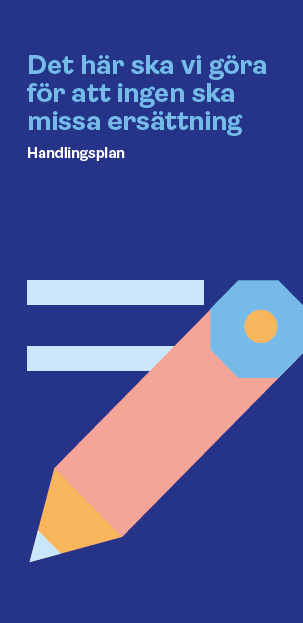 Det här ska vi göra
för att ingen ska
missa ersättning
Handlingsplan